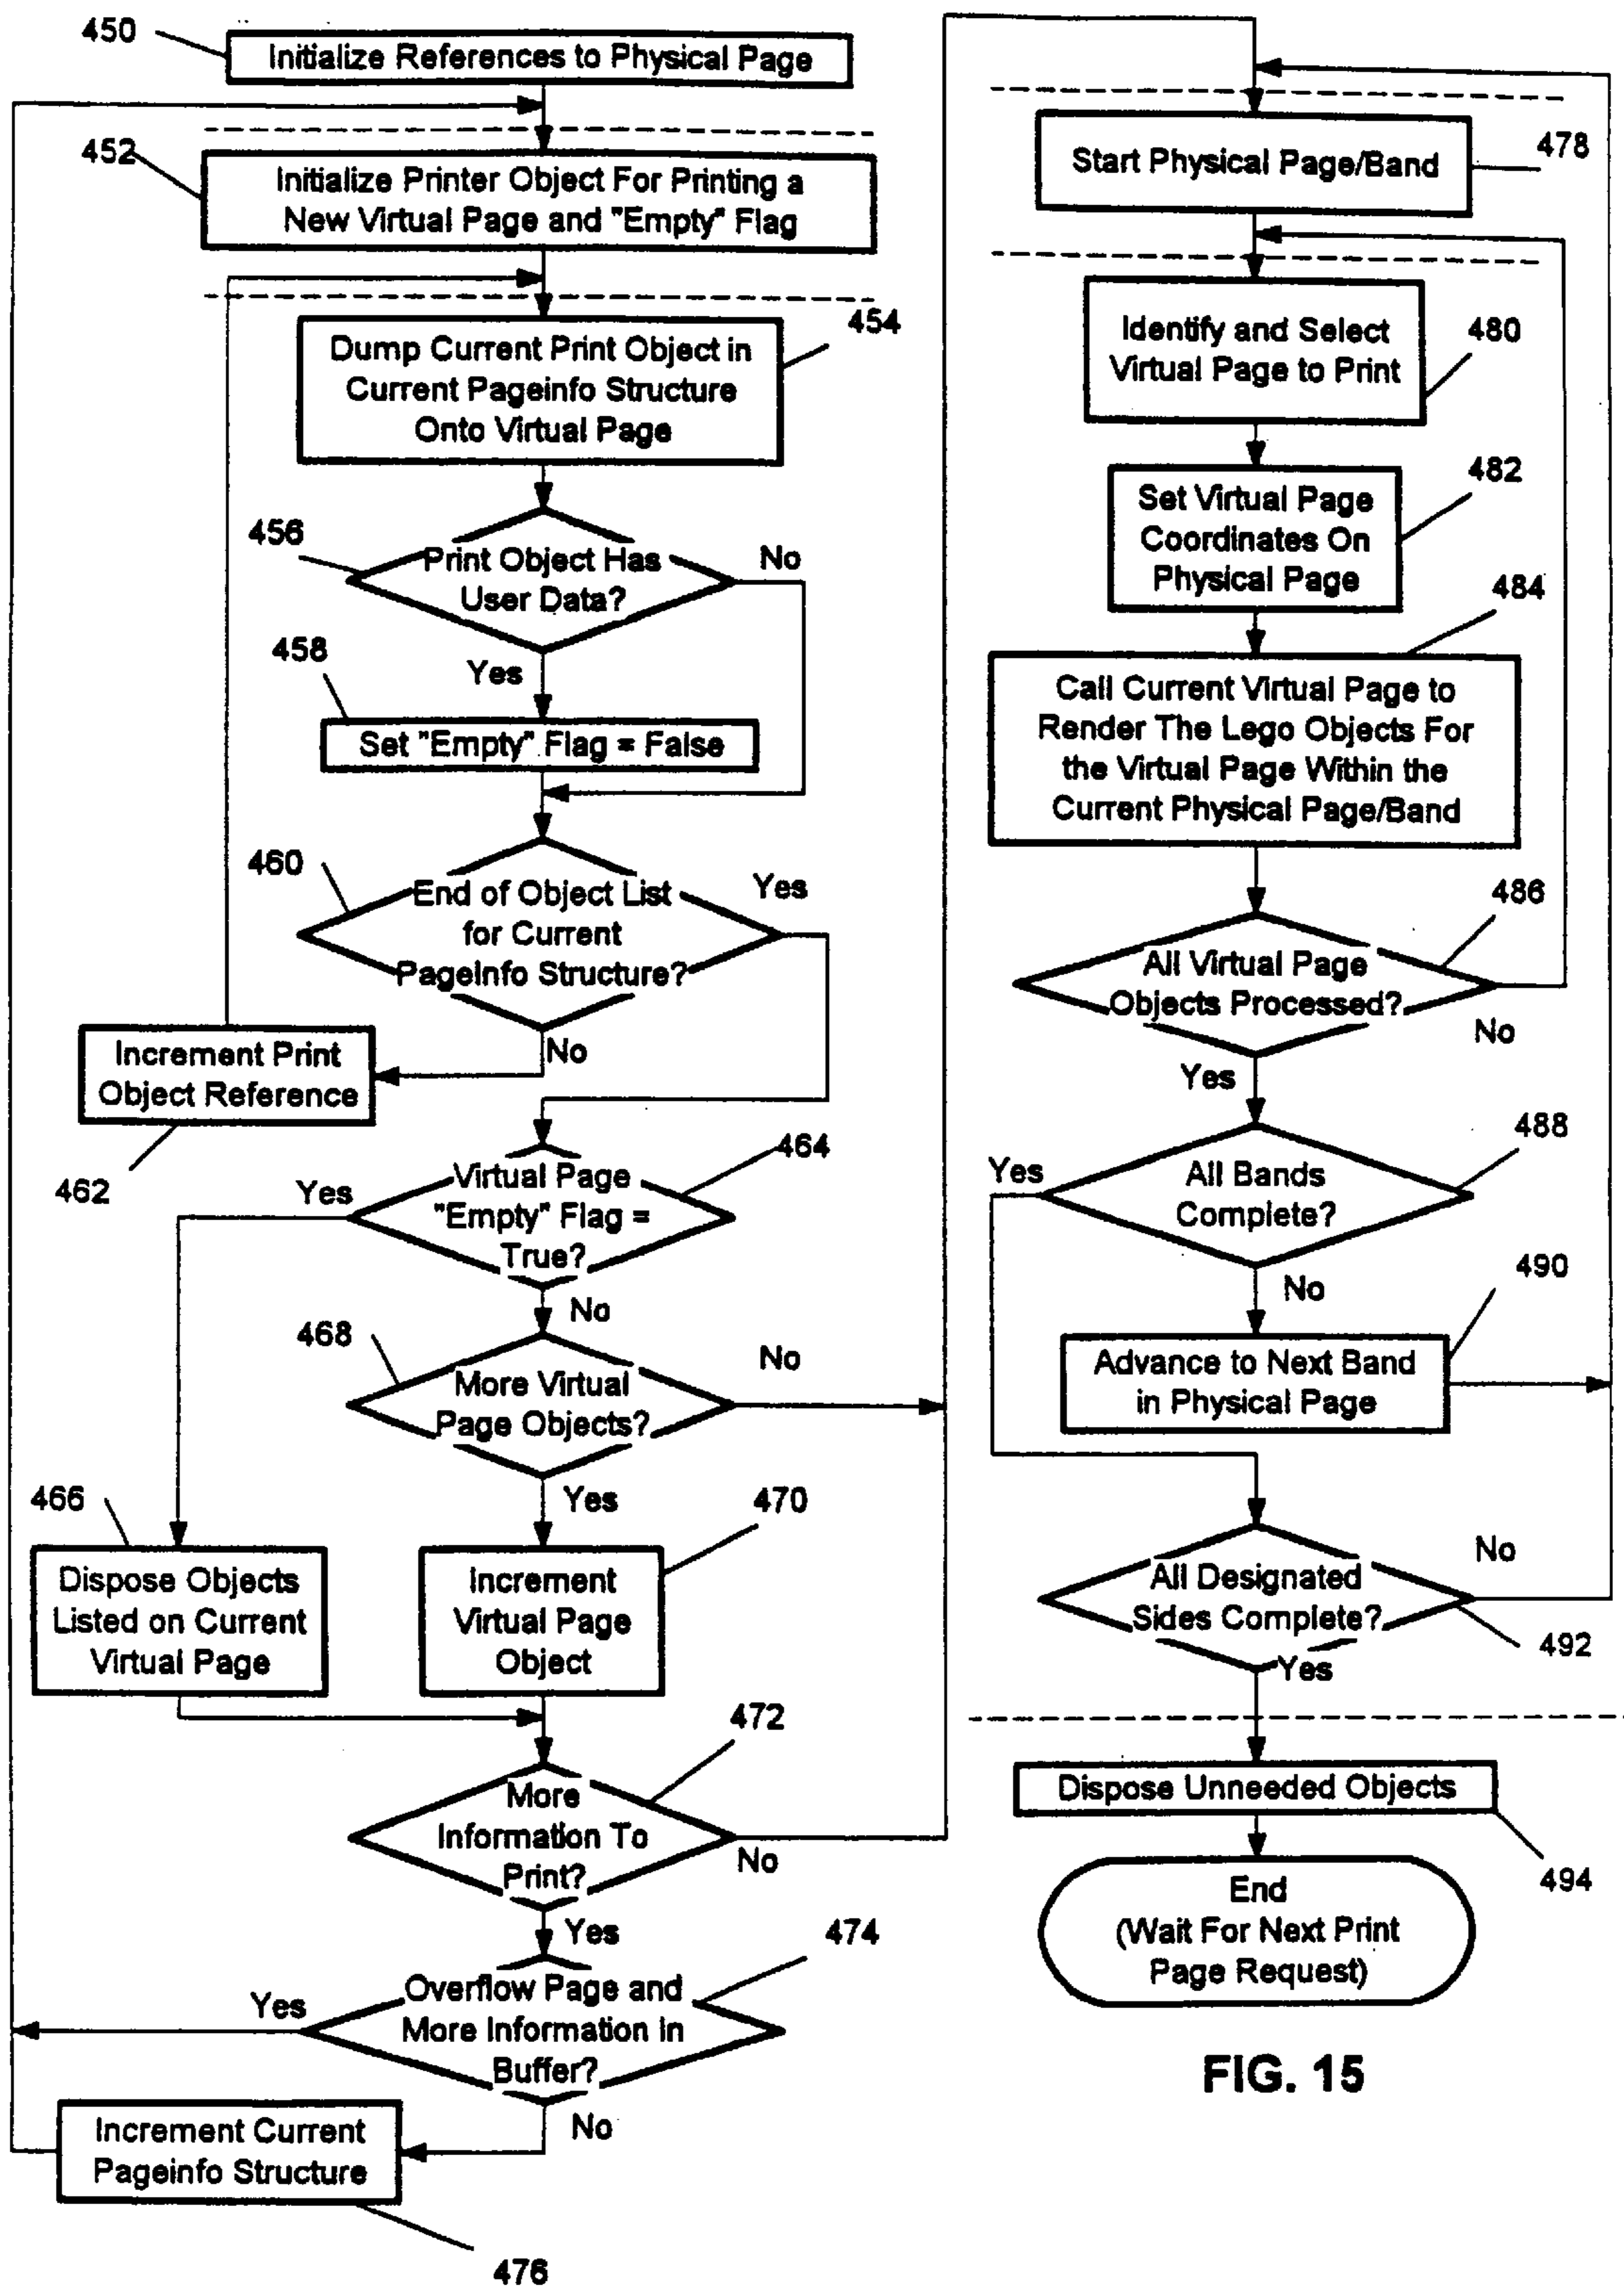 450
Initialize References to Physical Page
452
Initialize Printer Object For Printing a
New Virtual Page and "Empty" Flag
454
Dump Current Print Object in
Current Pageinfo Structure
Onto Virtual Page
456
Print Object Has
User Data?
No
Yes
458
Set "Empty" Flag = False
460
End of Object List
for Current
PageInfo Structure?
Yes
No
Increment Print
Object Reference
462
464
Virtual Page
"Empty" Flag =
True?
Yes
No
468
More Virtual
Page Objects?
No
Yes
466
Dispose Objects
Listed on Current
Virtual Page
470
Increment
Virtual Page
Object
472
More
Information To
Print?
No
Yes
474
Overflow Page and
More Information In
Buffer?
Yes
No
Increment Current
Pageinfo Structure
476
478
Start Physical Page/Band
480
Identify and Select
Virtual Page to Print
482
Set Virtual Page
Coordinates On
Physical Page
484
Call Current Virtual Page to
Render The Lego Objects For
the Virtual Page Within the
Current Physical Page/Band
486
All Virtual Page
Objects Processed?
No
Yes
488
All Bands
Complete?
Yes
No
490
Advance to Next Band
in Physical Page
All Designated
Sides Complete?
No
492
Yes
Dispose Unneeded Objects
494
End
(Wait For Next Print
Page Request)
FIG. 15